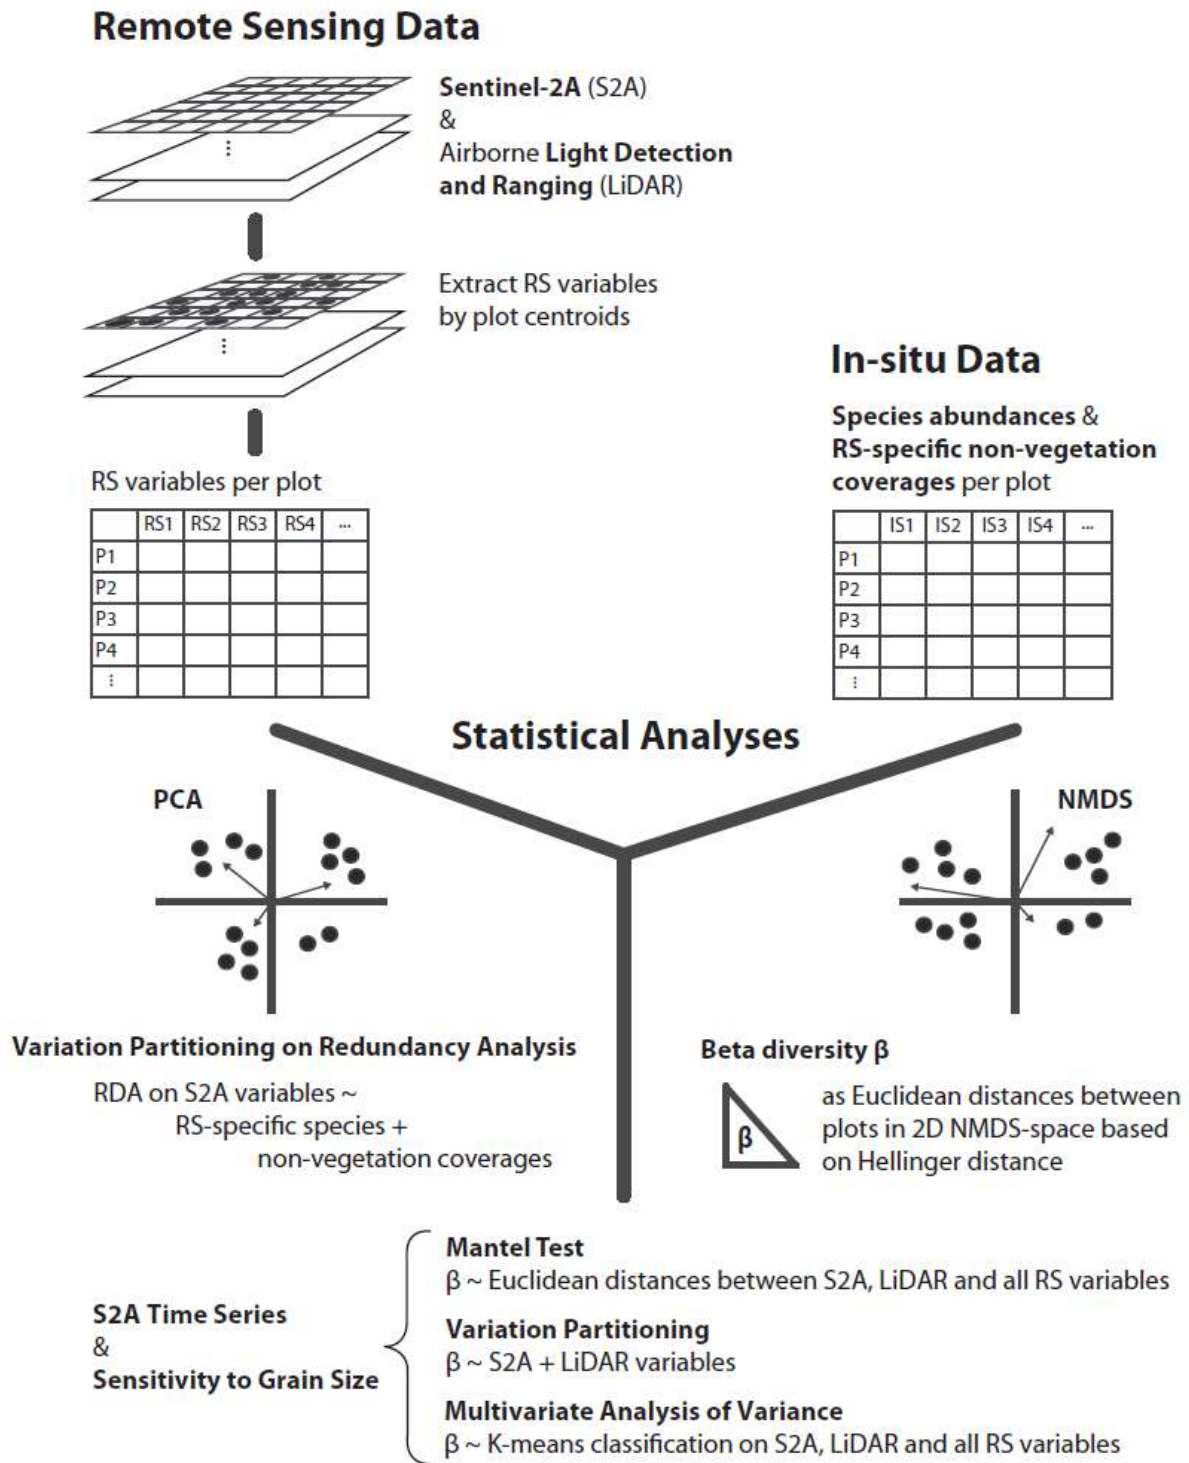 Remote Sensing Data
Sentinel-2A (S2A)
&
Airborne Light Detection
and Ranging (LiDAR)
⋮
Extract RS variables
by plot centroids
⋮
RS variables per plot
RS1 RS2 RS3 RS4 ...
P1
P2
P3
P4
⋮
In-situ Data
Species abundances &
RS-specific non-vegetation
coverages per plot
IS1 IS2 IS3 IS4 ...
P1
P2
P3
P4
⋮
Statistical Analyses
PCA
NMDS
Variation Partitioning on Redundancy Analysis
RDA on S2A variables ~
RS-specific species +
non-vegetation coverages
Beta diversity β
β
as Euclidean distances between
plots in 2D NMDS-space based
on Hellinger distance
S2A Time Series
&
Sensitivity to Grain Size
Mantel Test
β ~ Euclidean distances between S2A, LiDAR and all RS variables
Variation Partitioning
β ~ S2A + LiDAR variables
Multivariate Analysis of Variance
β ~ K-means classification on S2A, LiDAR and all RS variables